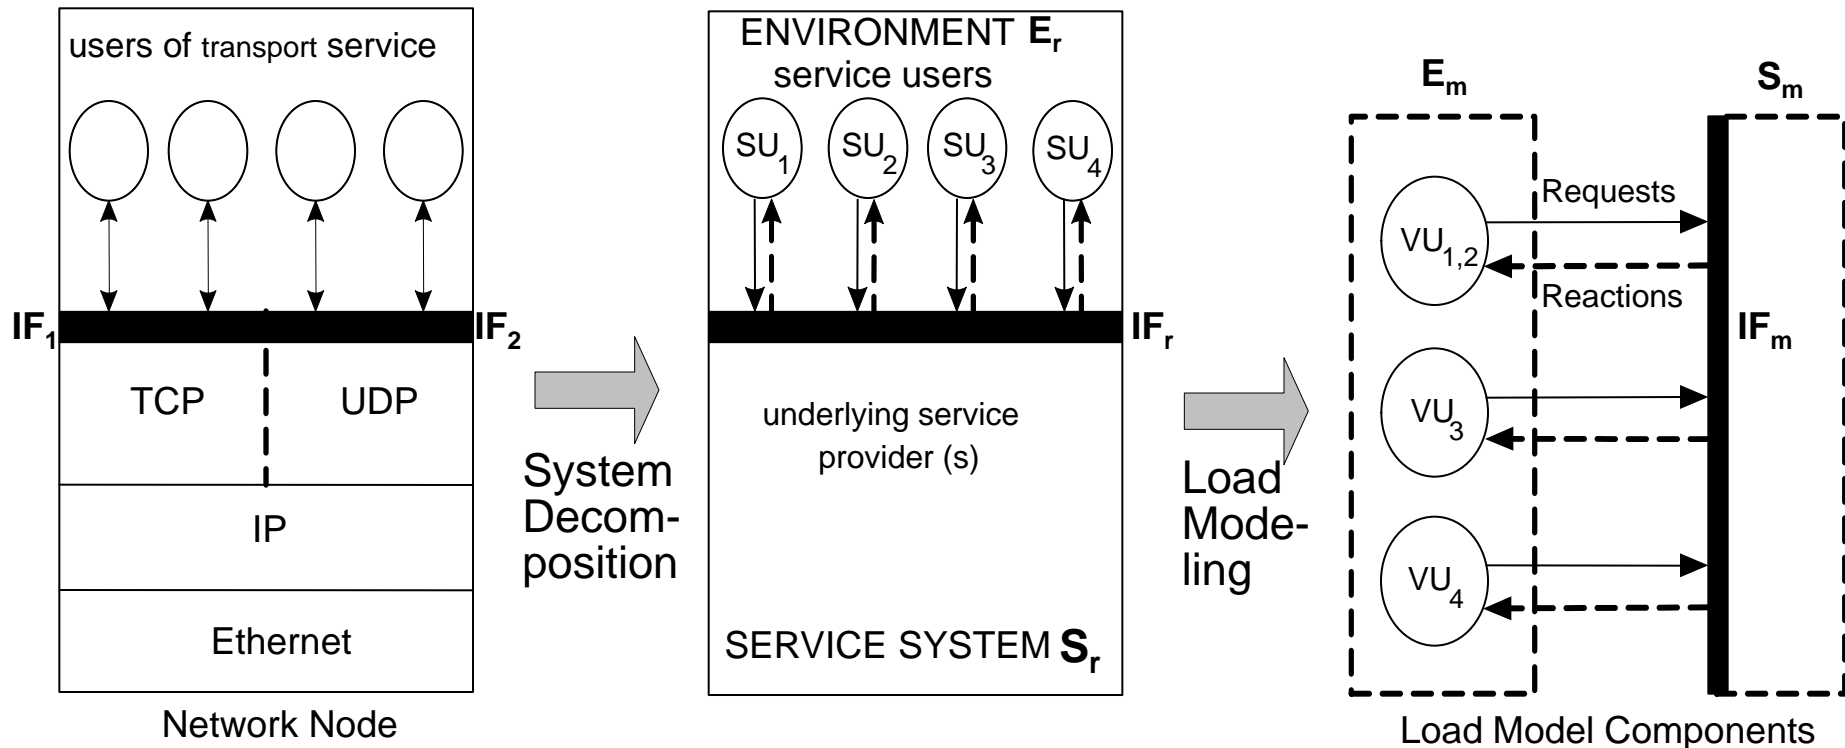 users of transport service
IF1
IF2
TCP
UDP
IP
Ethernet
Network Node
System
Decom-
position
ENVIRONMENT Er
service users
SU1
SU2
SU3
SU4
IFr
underlying service
provider (s)
SERVICE SYSTEM Sr
Load
Mode-
ling
Em
Sm
VU1,2
Requests
Reactions
IFm
VU3
VU4
Load Model Components